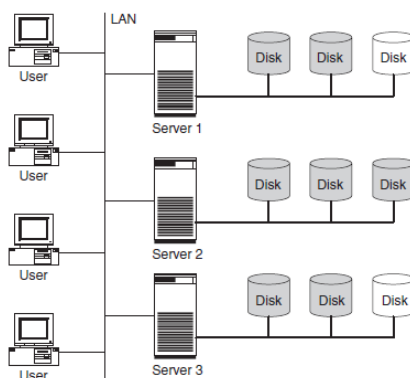 LAN
User
Disk Disk Disk
Server 1
User
Disk Disk Disk
Server 2
User
Disk Disk Disk
User
Server 3